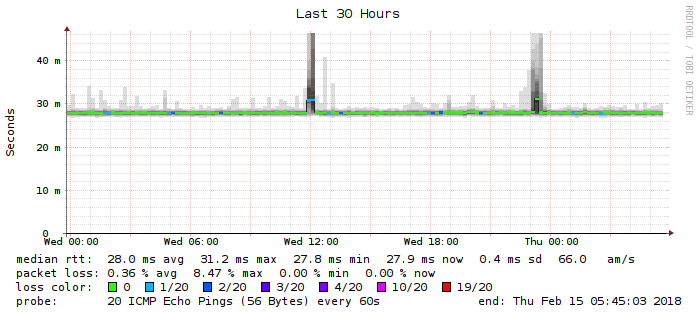 Last 30 Hours
RRDTOOL / TOBI OETIKER
Seconds
40 m
30 m
20 m
10 m
0
Wed 00:00 Wed 06:00 Wed 12:00 Wed 18:00 Thu 00:00
median rtt: 28.0 ms avg 31.2 ms max 27.8 ms min 27.9 ms now 0.4 ms sd 66.0 am/s
packet loss: 0.36 % avg 8.47 % max 0.00 % min 0.00 % now
loss color: 0 1/20 2/20 3/20 4/20 10/20 19/20
probe: 20 ICMP Echo Pings (56 Bytes) every 60s end: Thu Feb 15 05:45:03 2018